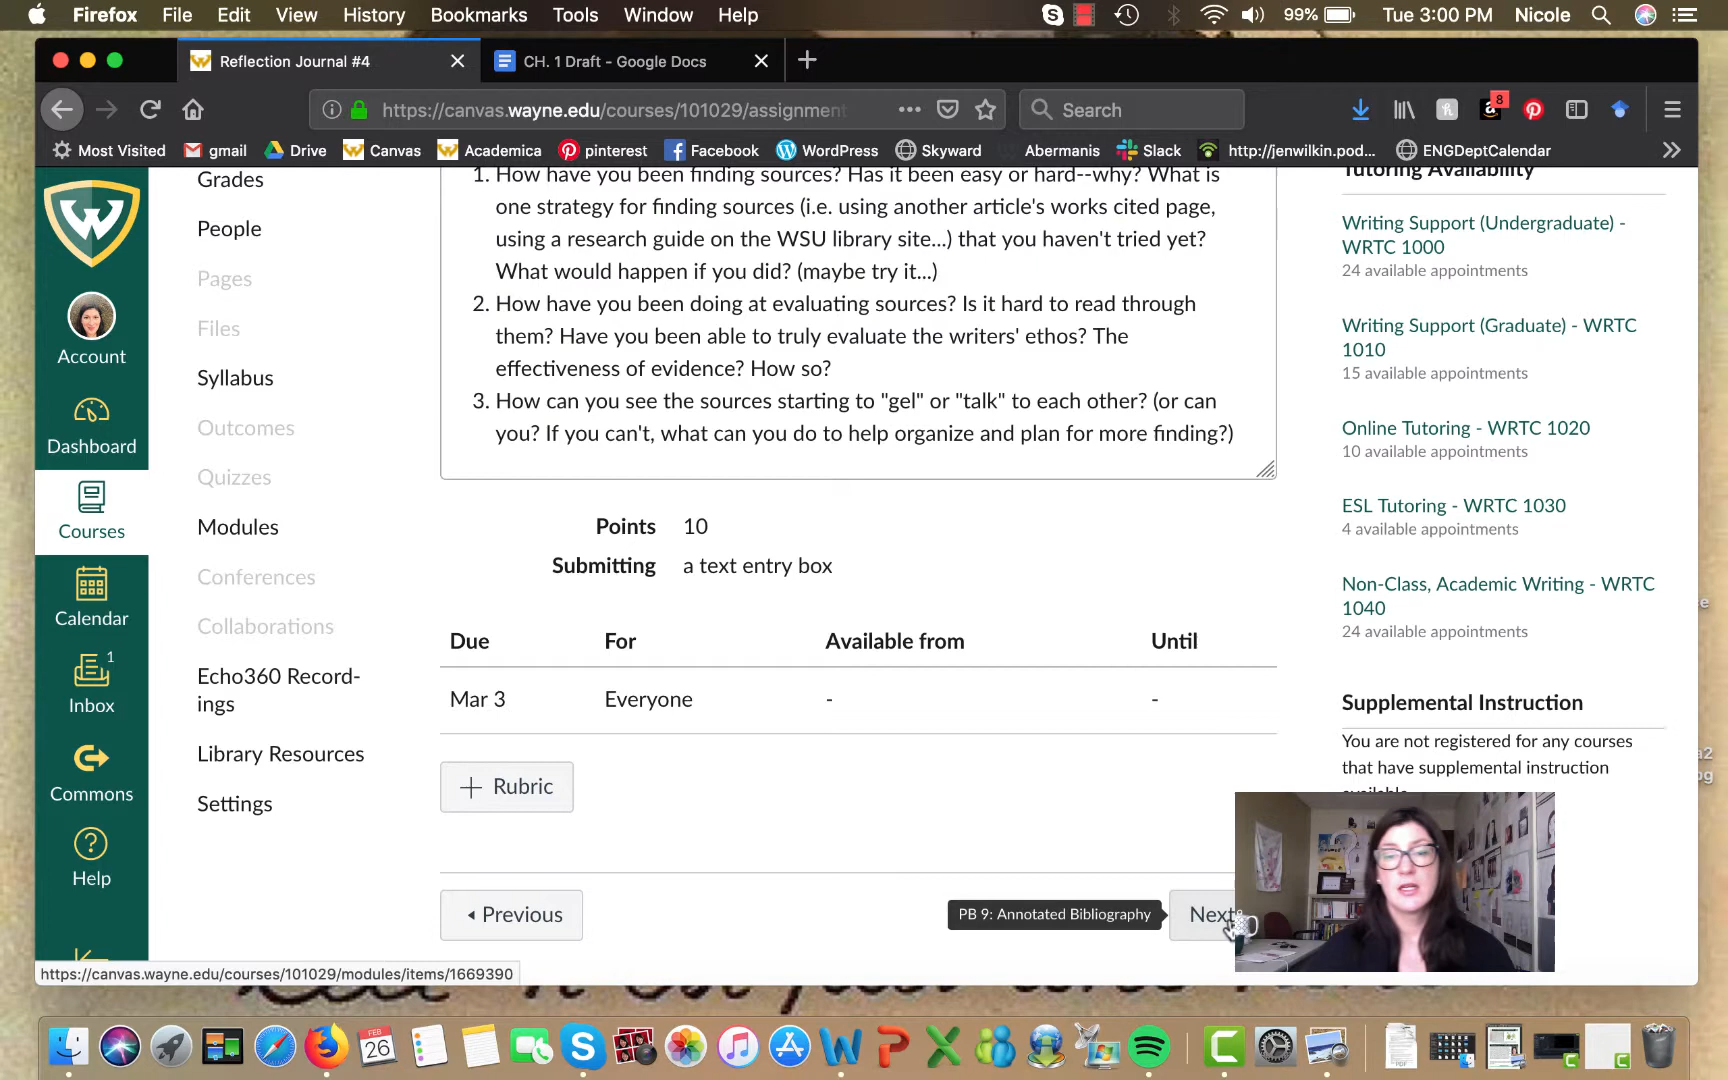 Firefox File Edit View History Bookmarks Tools Window Help 99% Tue 3:00 PM Nicole
Reflection Journal #4
CH. 1 Draft - Google Docs
https://canvas.wayne.edu/courses/101029/assignment
Search
8
Most Visited gmail Drive Canvas Academica pinterest Facebook WordPress Skyward Abermanis Slack http://jenwilkin.pod... ENGDeptCalendar
W
Account
Dashboard
Courses
Calendar
1
Inbox
Commons
Help
Grades
People
Pages
Files
Syllabus
Outcomes
Quizzes
Modules
Conferences
Collaborations
Echo360 Record-
ings
Library Resources
Settings
1. How have you been finding sources? Has it been easy or hard--why? What is
one strategy for finding sources (i.e. using another article's works cited page,
using a research guide on the WSU library site...) that you haven't tried yet?
What would happen if you did? (maybe try it...)
2. How have you been doing at evaluating sources? Is it hard to read through
them? Have you been able to truly evaluate the writers' ethos? The
effectiveness of evidence? How so?
3. How can you see the sources starting to "gel" or "talk" to each other? (or can
you? If you can't, what can you do to help organize and plan for more finding?)
Points 10
Submitting a text entry box
Due For Available from Until
Mar 3 Everyone - -
+ Rubric
Previous
PB 9: Annotated Bibliography
Next
Tutoring Availability
Writing Support (Undergraduate) -
WRTC 1000
24 available appointments
Writing Support (Graduate) - WRTC
1010
15 available appointments
Online Tutoring - WRTC 1020
10 available appointments
ESL Tutoring - WRTC 1030
4 available appointments
Non-Class, Academic Writing - WRTC
1040
24 available appointments
Supplemental Instruction
You are not registered for any courses
that have supplemental instruction
available.
https://canvas.wayne.edu/courses/101029/modules/items/1669390
FEB
26